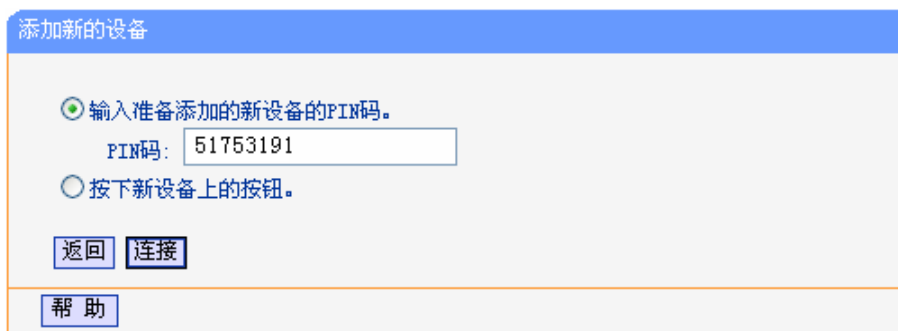 添加新的设备
输入准备添加的新设备的PIN码。
PIN码: 51753191
按下新设备上的按钮。
返回 连接
帮 助